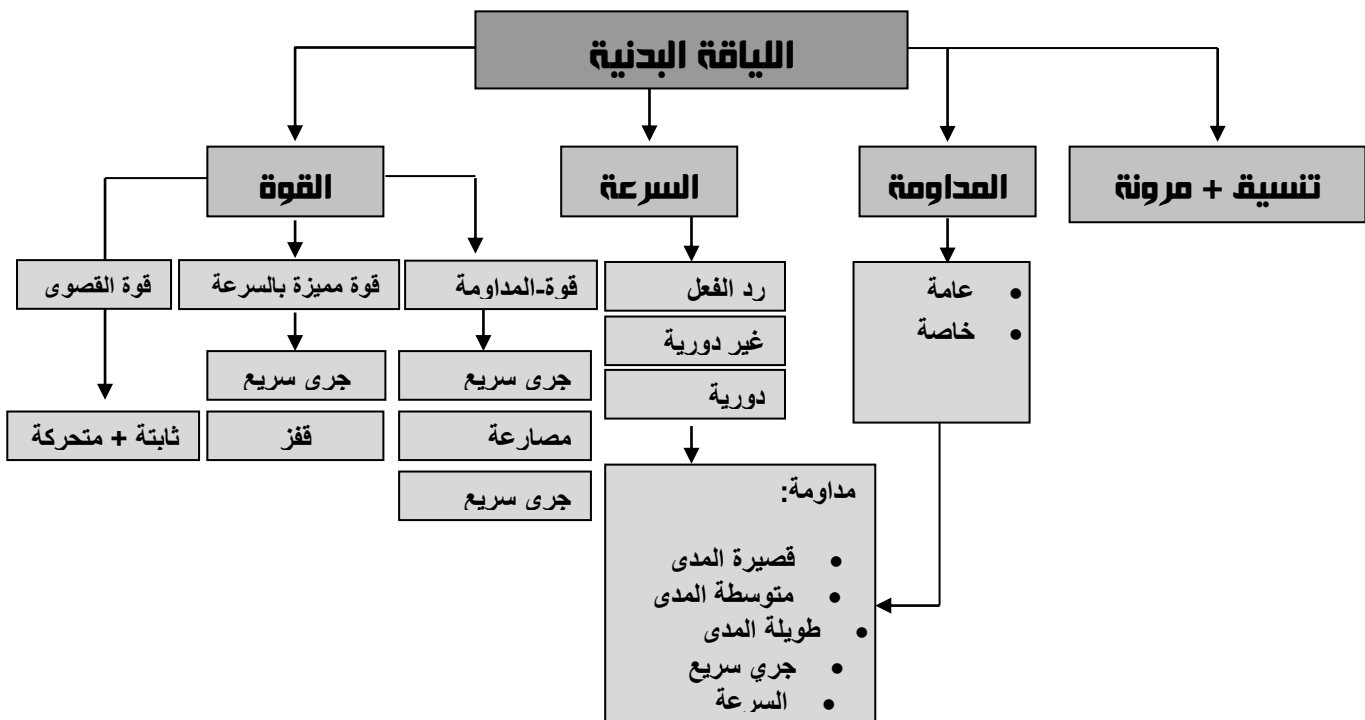 اللياقة البدنية
تنسيق + مرونة
المداومة
السرعة
القوة
عامة
خاصة
رد الفعل
غير دورية
دورية
قوة-المداومة
قوة مميزة بالسرعة
قوة القصوى
جرى سريع
مصارعة
جرى سريع
جرى سريع
قفز
ثابتة + متحركة
مداومة:
قصيرة المدى
متوسطة المدى
طويلة المدى
جري سريع
السرعة